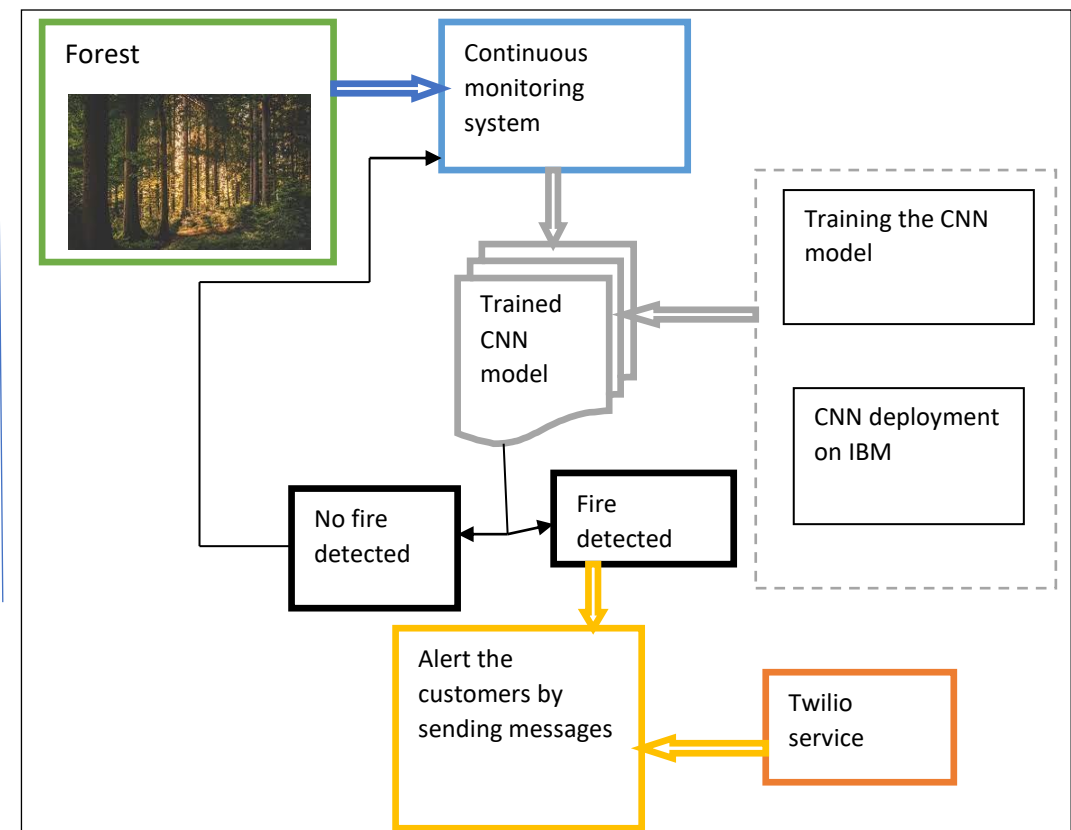 Forest
Continuous
monitoring
system
Training the CNN
model
Trained
CNN
model
CNN deployment
on IBM
No fire
detected
Fire
detected
Alert the
customers by
sending messages
Twilio
service